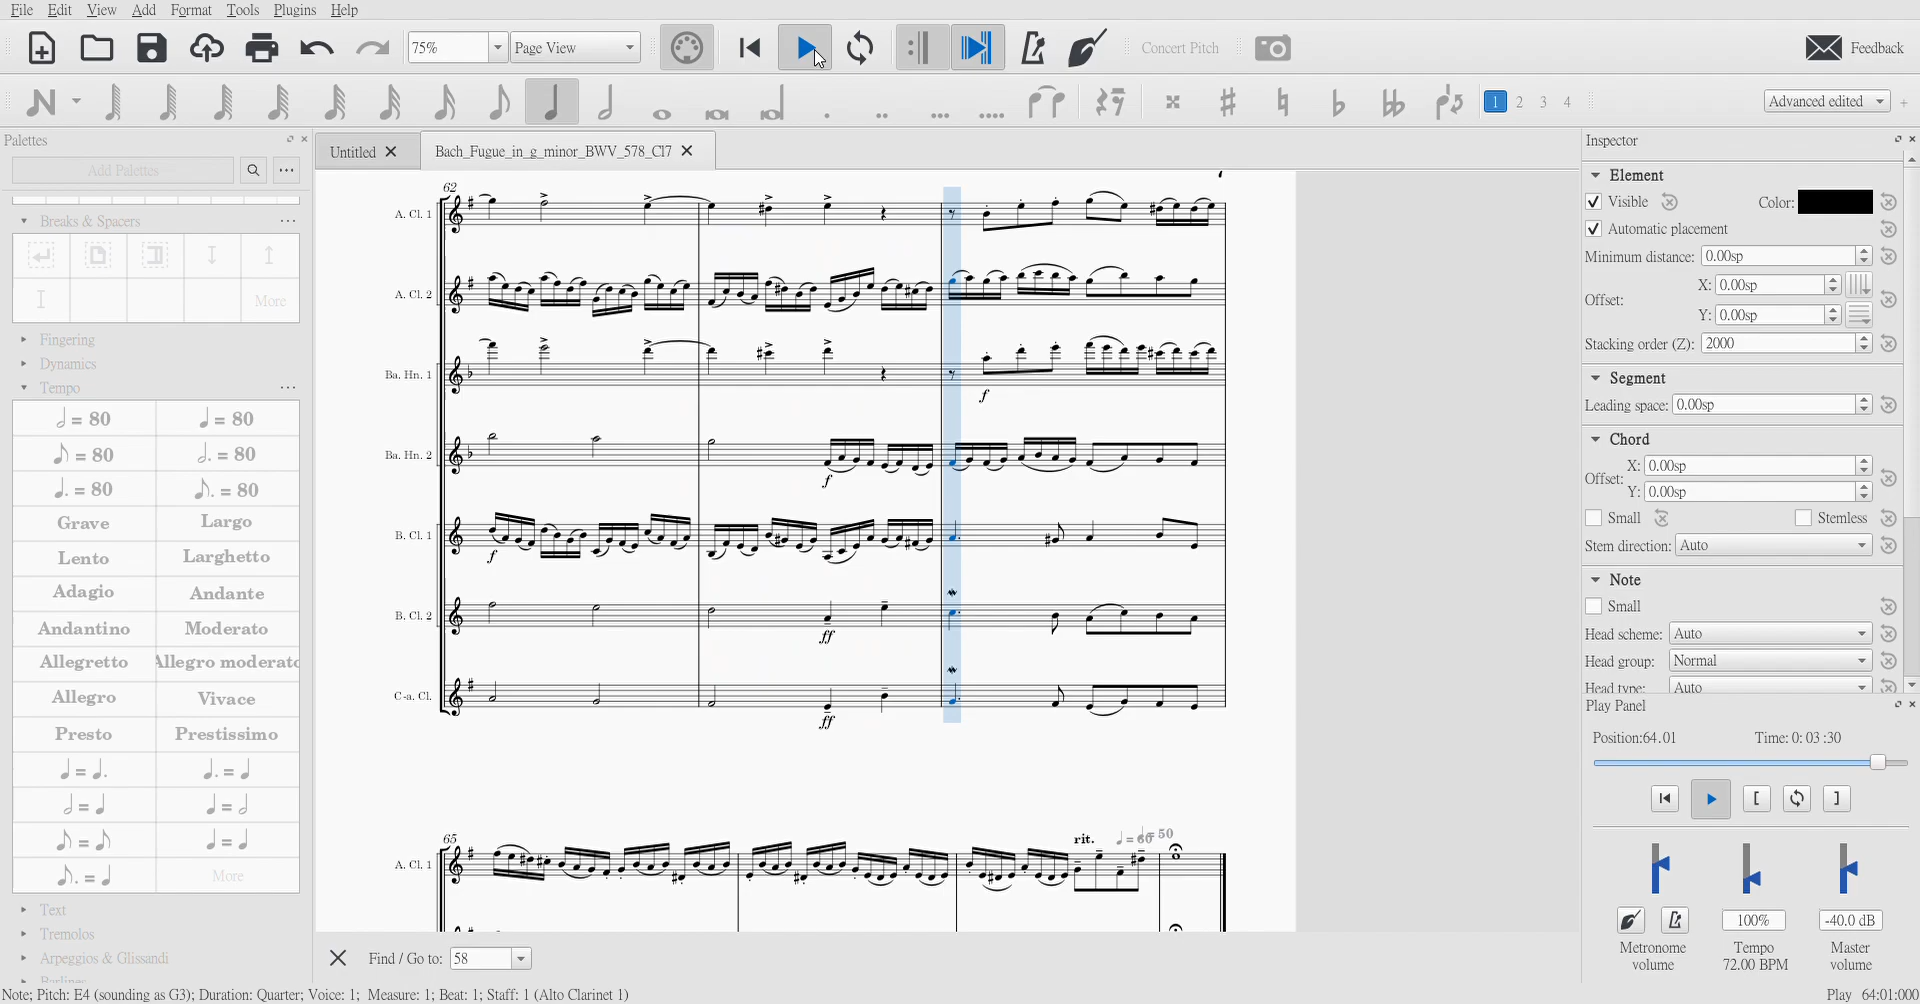 File Edit View Add Format Tools Plugins Help
75% Page View Concert Pitch Feedback
1 2 3 4 Advanced edited +
Palettes
Add Palettes ...
Breaks & Spacers ...
More
Fingering
Dynamics
Tempo ...
= 80 = 80
= 80 = 80
= 80 = 80
Grave Largo
Lento Larghetto
Adagio Andante
Andantino Moderato
Allegretto Allegro moderato
Allegro Vivace
Presto Prestissimo
= =
= =
= =
= More
Text
Tremolos
Arpeggios & Glissandi
Barlines
Untitled Bach_Fugue_in_g_minor_BWV_578_Cl7
62
A. Cl. 1
A. Cl. 2
Ba. Hn. 1
f
Ba. Hn. 2
f
B. Cl. 1
f
B. Cl. 2
ff
C-a. Cl.
ff
65 rit. = 60 = 50
A. Cl. 1
Find / Go to: 58
Inspector
Element
Visible Color:
Automatic placement
Minimum distance: 0.00sp
Offset: X: 0.00sp
Y: 0.00sp
Stacking order (Z): 2000
Segment
Leading space: 0.00sp
Chord
Offset: X: 0.00sp
Y: 0.00sp
Small Stemless
Stem direction: Auto
Note
Small
Head scheme: Auto
Head group: Normal
Head type: Auto
Play Panel
Position:64.01 Time: 0: 03 :30
[ ]
100% -40.0 dB
Metronome volume Tempo 72.00 BPM Master volume
Note; Pitch: E4 (sounding as G3); Duration: Quarter; Voice: 1; Measure: 1; Beat: 1; Staff: 1 (Alto Clarinet 1) Play 64:01:000